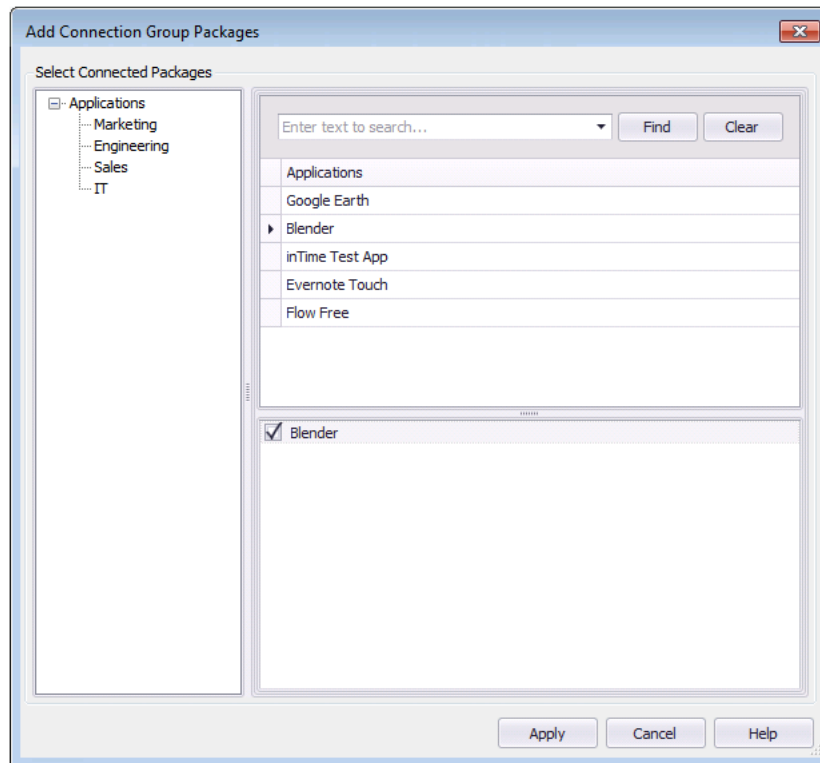 Add Connection Group Packages
Select Connected Packages
Applications
Marketing
Engineering
Sales
IT
Enter text to search...
Find
Clear
Applications
Google Earth
Blender
inTime Test App
Evernote Touch
Flow Free
Blender
Apply
Cancel
Help